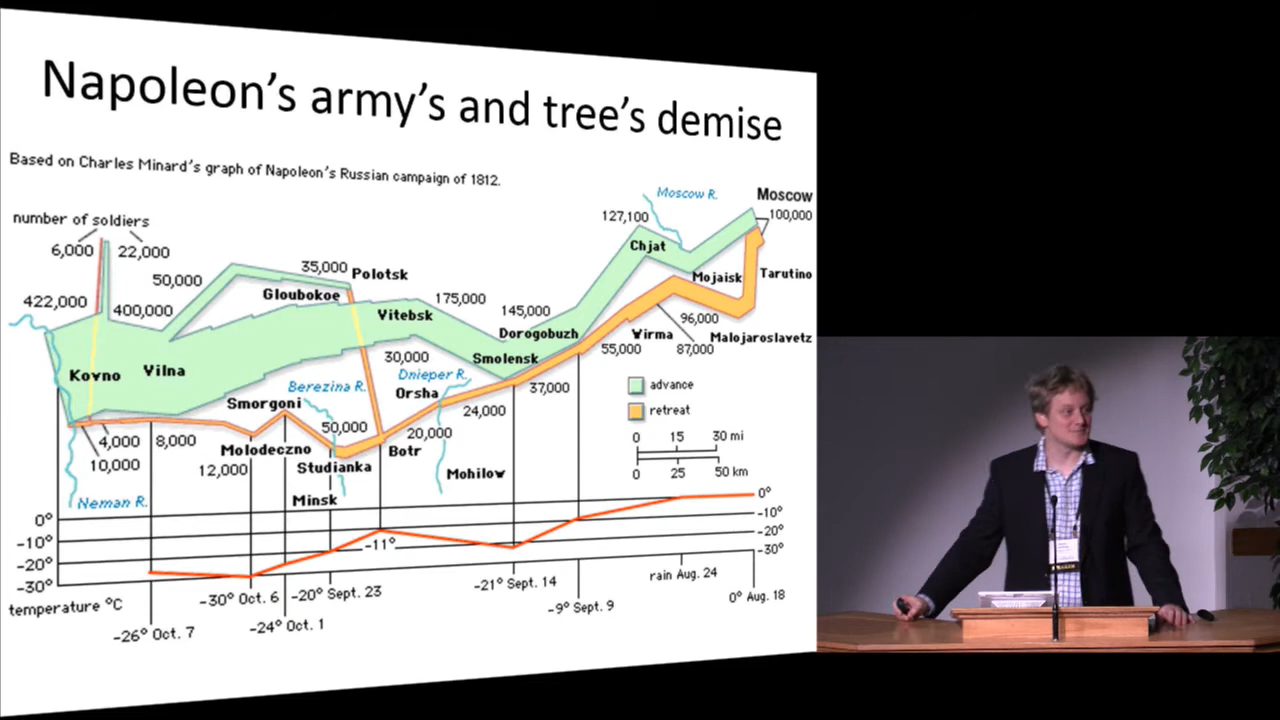 Napoleon's army's and tree's demise
Based on Charles Minard's graph of Napoleon's Russian campaign of 1812.
Moscow R.
Moscow
100,000
127,100
number of soldiers
6,000
22,000
Chjat
50,000
35,000
Polotsk
Mojaisk
Tarutino
422,000
400,000
Gloubokoe
Vitebsk
175,000
145,000
96,000
Dorogobuzh
Virma
Malojaroslavetz
55,000
87,000
Kovno
Vilna
30,000
Smolensk
Dnieper R.
Berezina R.
Orsha
37,000
advance
Smorgoni
24,000
retreat
50,000
20,000
4,000
8,000
Molodeczno
Botr
0 15 30 mi
10,000
12,000
Studianka
Mohilow
0 25 50 km
Neman R.
Minsk
0°
0°
-10°
-10°
-20°
-11°
-20°
-30°
-30°
temperature °C
-30° Oct. 6
-20° Sept. 23
-21° Sept. 14
rain Aug. 24
0° Aug. 18
-26° Oct. 7
-24° Oct. 1
-9° Sept. 9